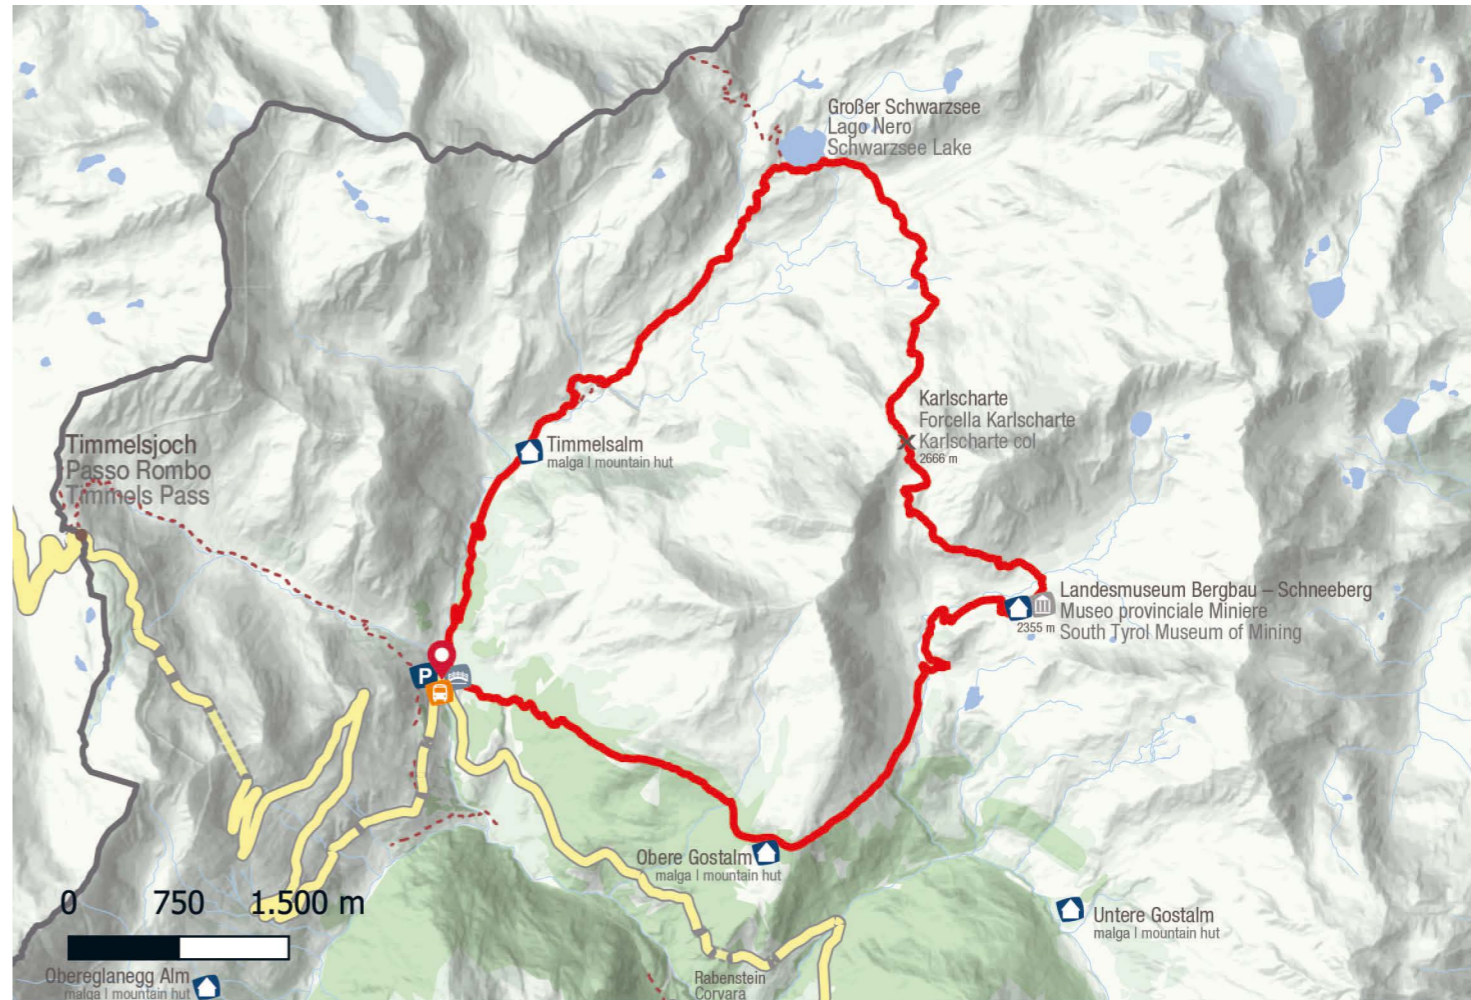 Großer Schwarzsee
Lago Nero
Schwarzsee Lake
Karlscharte
Forcella Karlscharte
Karlscharte col
2666 m
Timmelsjoch
Passo Rombo
Timmels Pass
Timmelsalm
malga | mountain hut
Landesmuseum Bergbau – Schneeberg
Museo provinciale Miniere
2355 m South Tyrol Museum of Mining
P
Obere Gostalm
malga | mountain hut
0 750 1.500 m
Untere Gostalm
malga | mountain hut
Obereglanegg Alm
malga | mountain hut
Rabenstein
Corvara